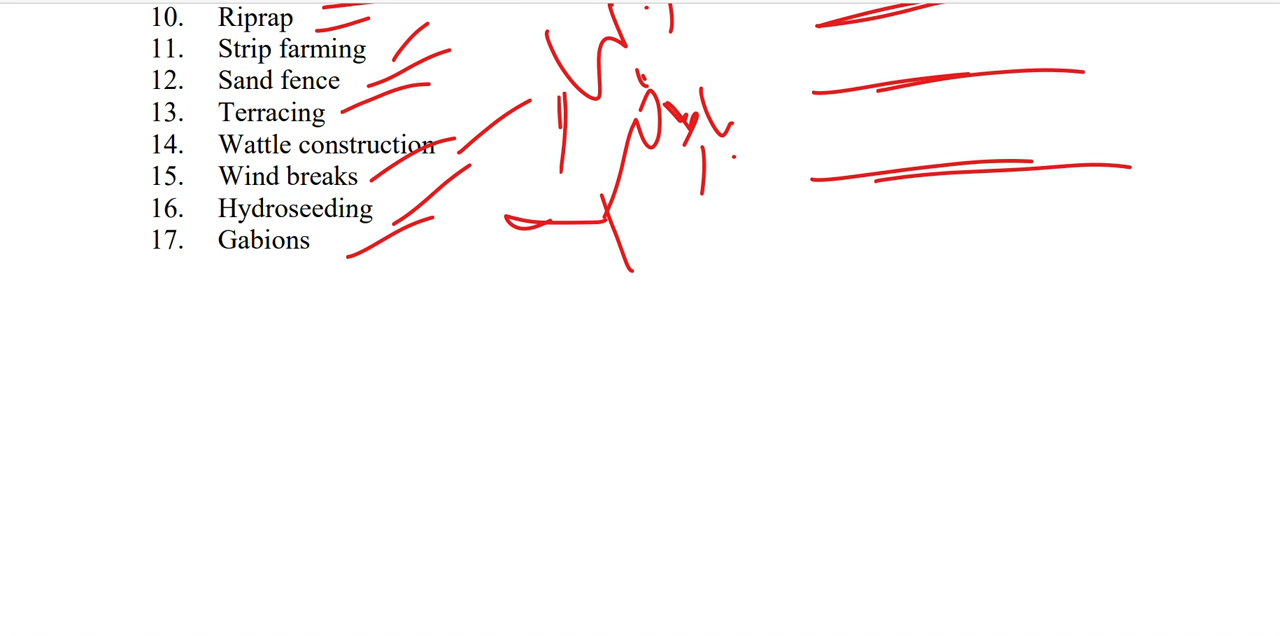 10. Riprap
11. Strip farming
12. Sand fence
13. Terracing
14. Wattle construction
15. Wind breaks
16. Hydroseeding
17. Gabions